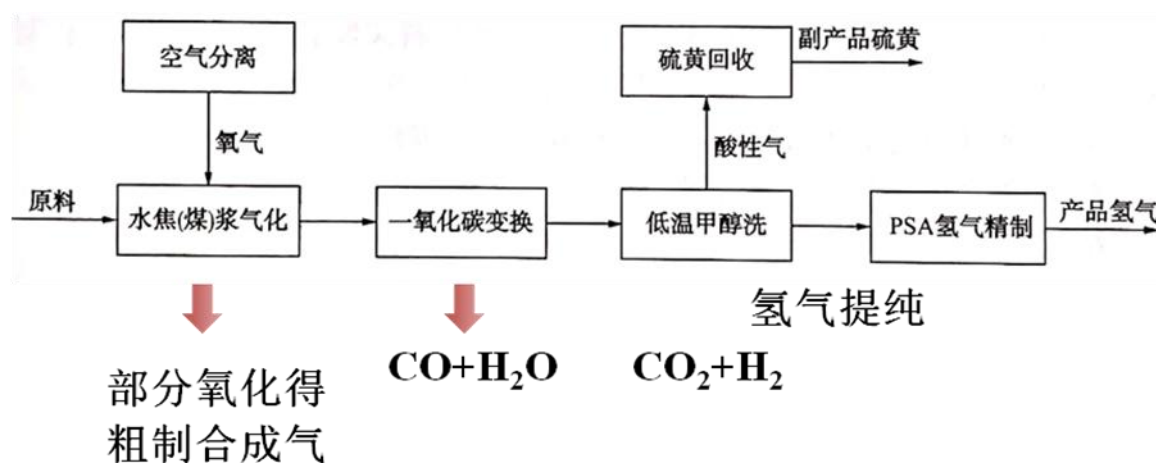 空气分离
硫黄回收
副产品硫黄
氧气
酸性气
原料
水焦(煤)浆气化
一氧化碳变换
低温甲醇洗
PSA氢气精制
产品氢气
氢气提纯
CO+H₂O
CO₂+H₂
部分氧化得
粗制合成气